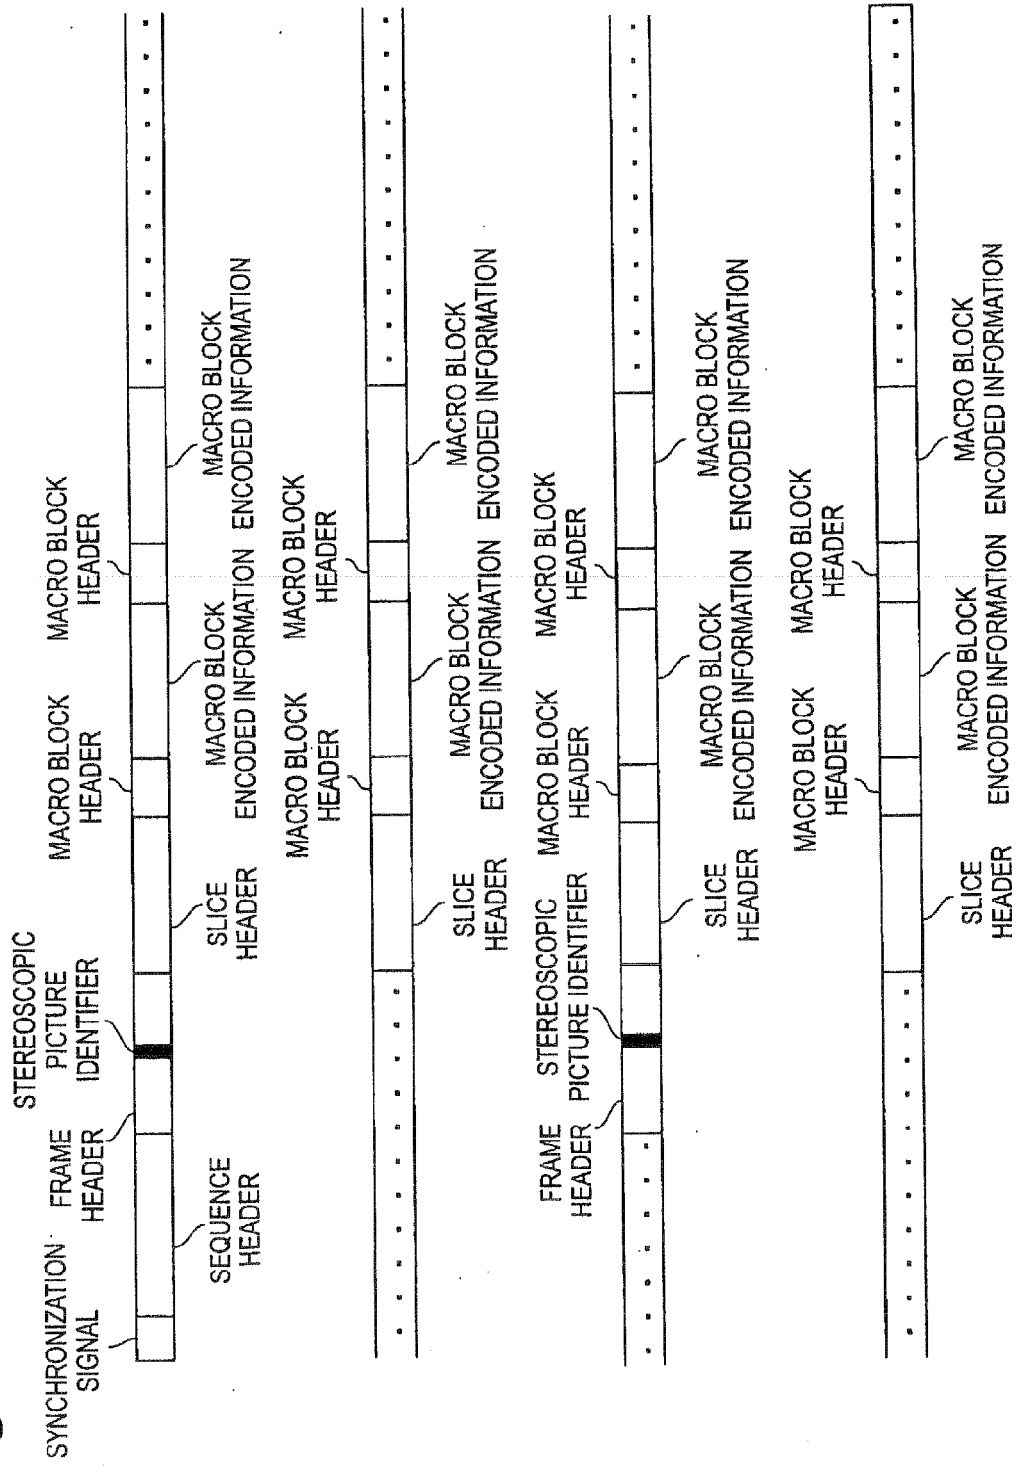 SYNCHRONIZATION
SIGNAL
FRAME
HEADER
STEREOSCOPIC
PICTURE
IDENTIFIER
MACRO BLOCK
HEADER
MACRO BLOCK
HEADER
SEQUENCE
HEADER
SLICE
HEADER
MACRO BLOCK
ENCODED INFORMATION
MACRO BLOCK
ENCODED INFORMATION
MACRO BLOCK
HEADER
MACRO BLOCK
HEADER
SLICE
HEADER
MACRO BLOCK
ENCODED INFORMATION
MACRO BLOCK
ENCODED INFORMATION
FRAME
HEADER
STEREOSCOPIC
PICTURE IDENTIFIER
MACRO BLOCK
HEADER
MACRO BLOCK
HEADER
SLICE
HEADER
MACRO BLOCK
ENCODED INFORMATION
MACRO BLOCK
ENCODED INFORMATION
MACRO BLOCK
HEADER
MACRO BLOCK
HEADER
SLICE
HEADER
MACRO BLOCK
ENCODED INFORMATION
MACRO BLOCK
ENCODED INFORMATION